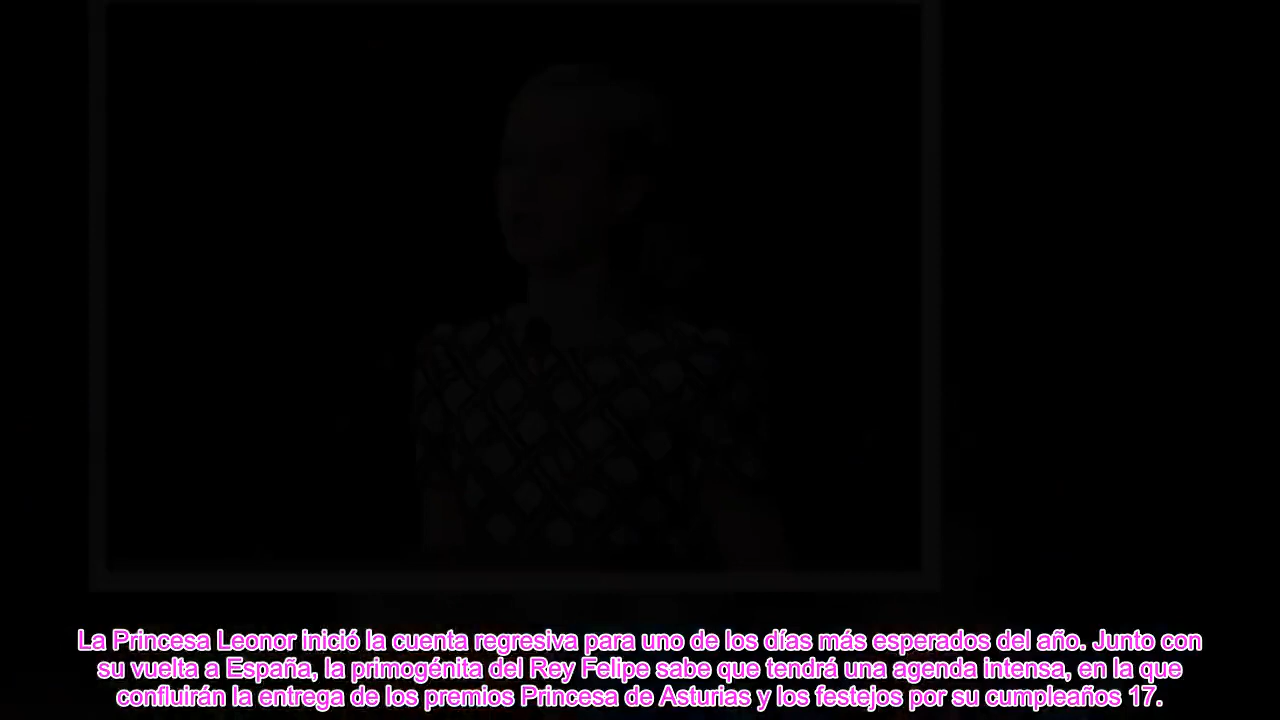 La Princesa Leonor inició la cuenta regresiva para uno de los días más esperados del año. Junto con
su vuelta a España, la primogénita del Rey Felipe sabe que tendrá una agenda intensa, en la que
confluirán la entrega de los premios Princesa de Asturias y los festejos por su cumpleaños 17.